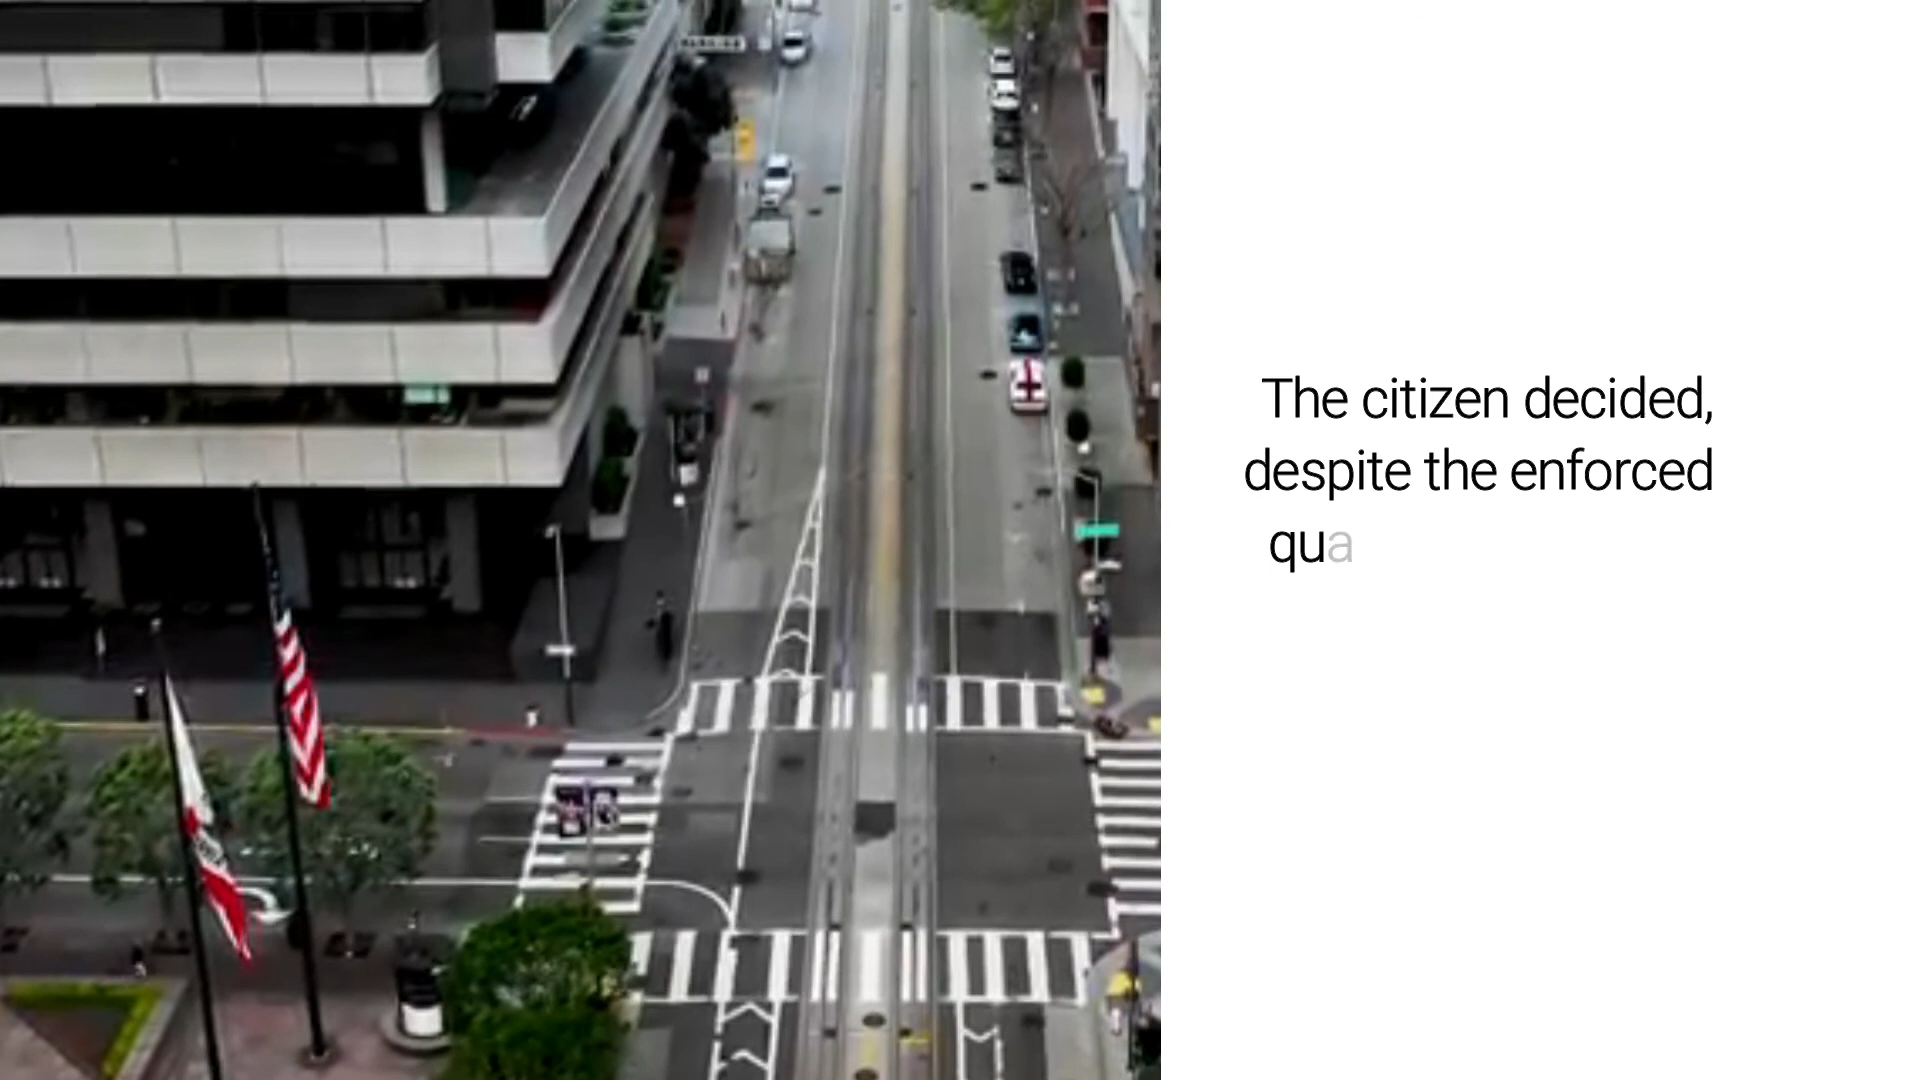 The citizen decided,
despite the enforced
qua